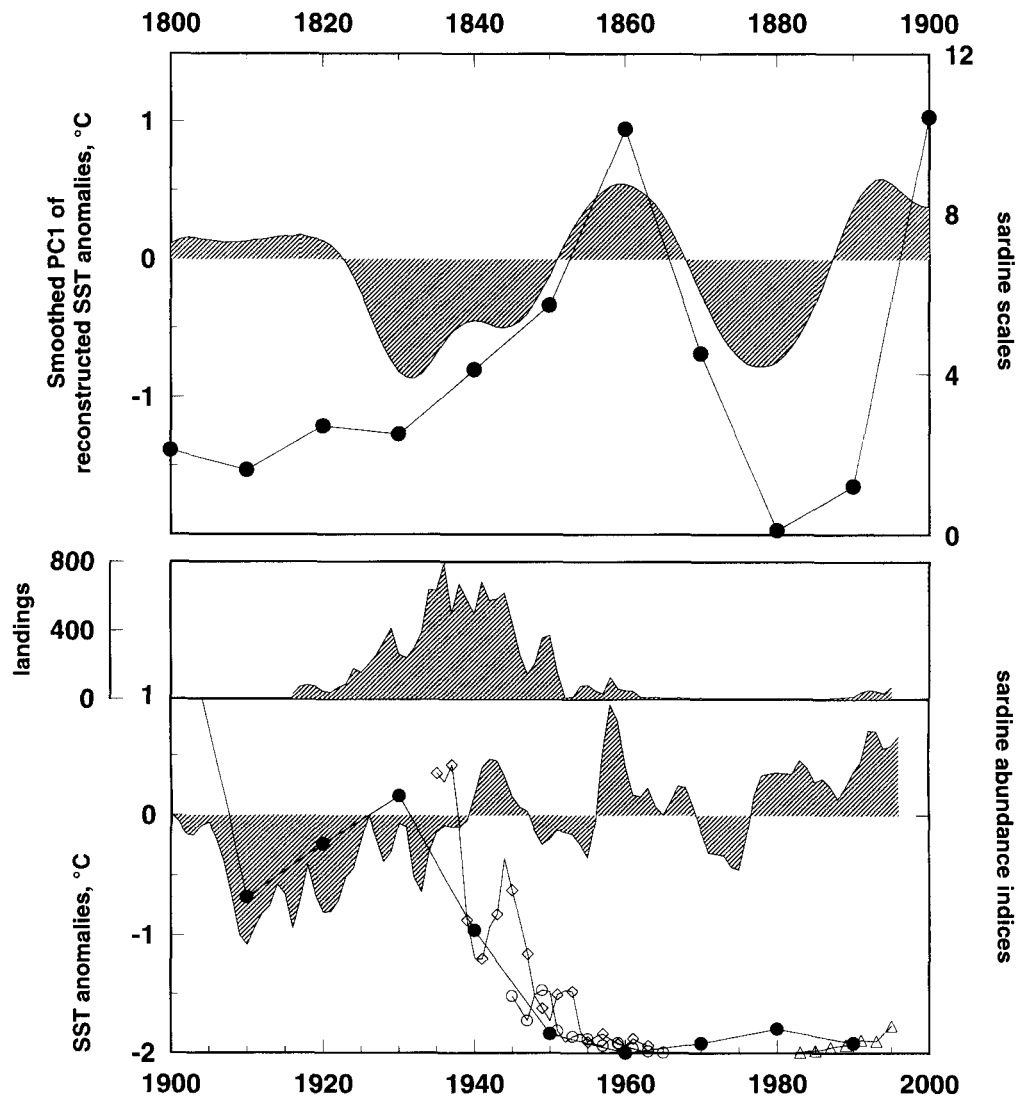 1800 1820 1840 1860 1880 1900
Smoothed PC1 of
reconstructed SST anomalies, °C
1
0
-1
12
8
4
0
sardine scales
landings
800
400
0
SST anomalies, °C
1
0
-1
-2
sardine abundance indices
1900 1920 1940 1960 1980 2000